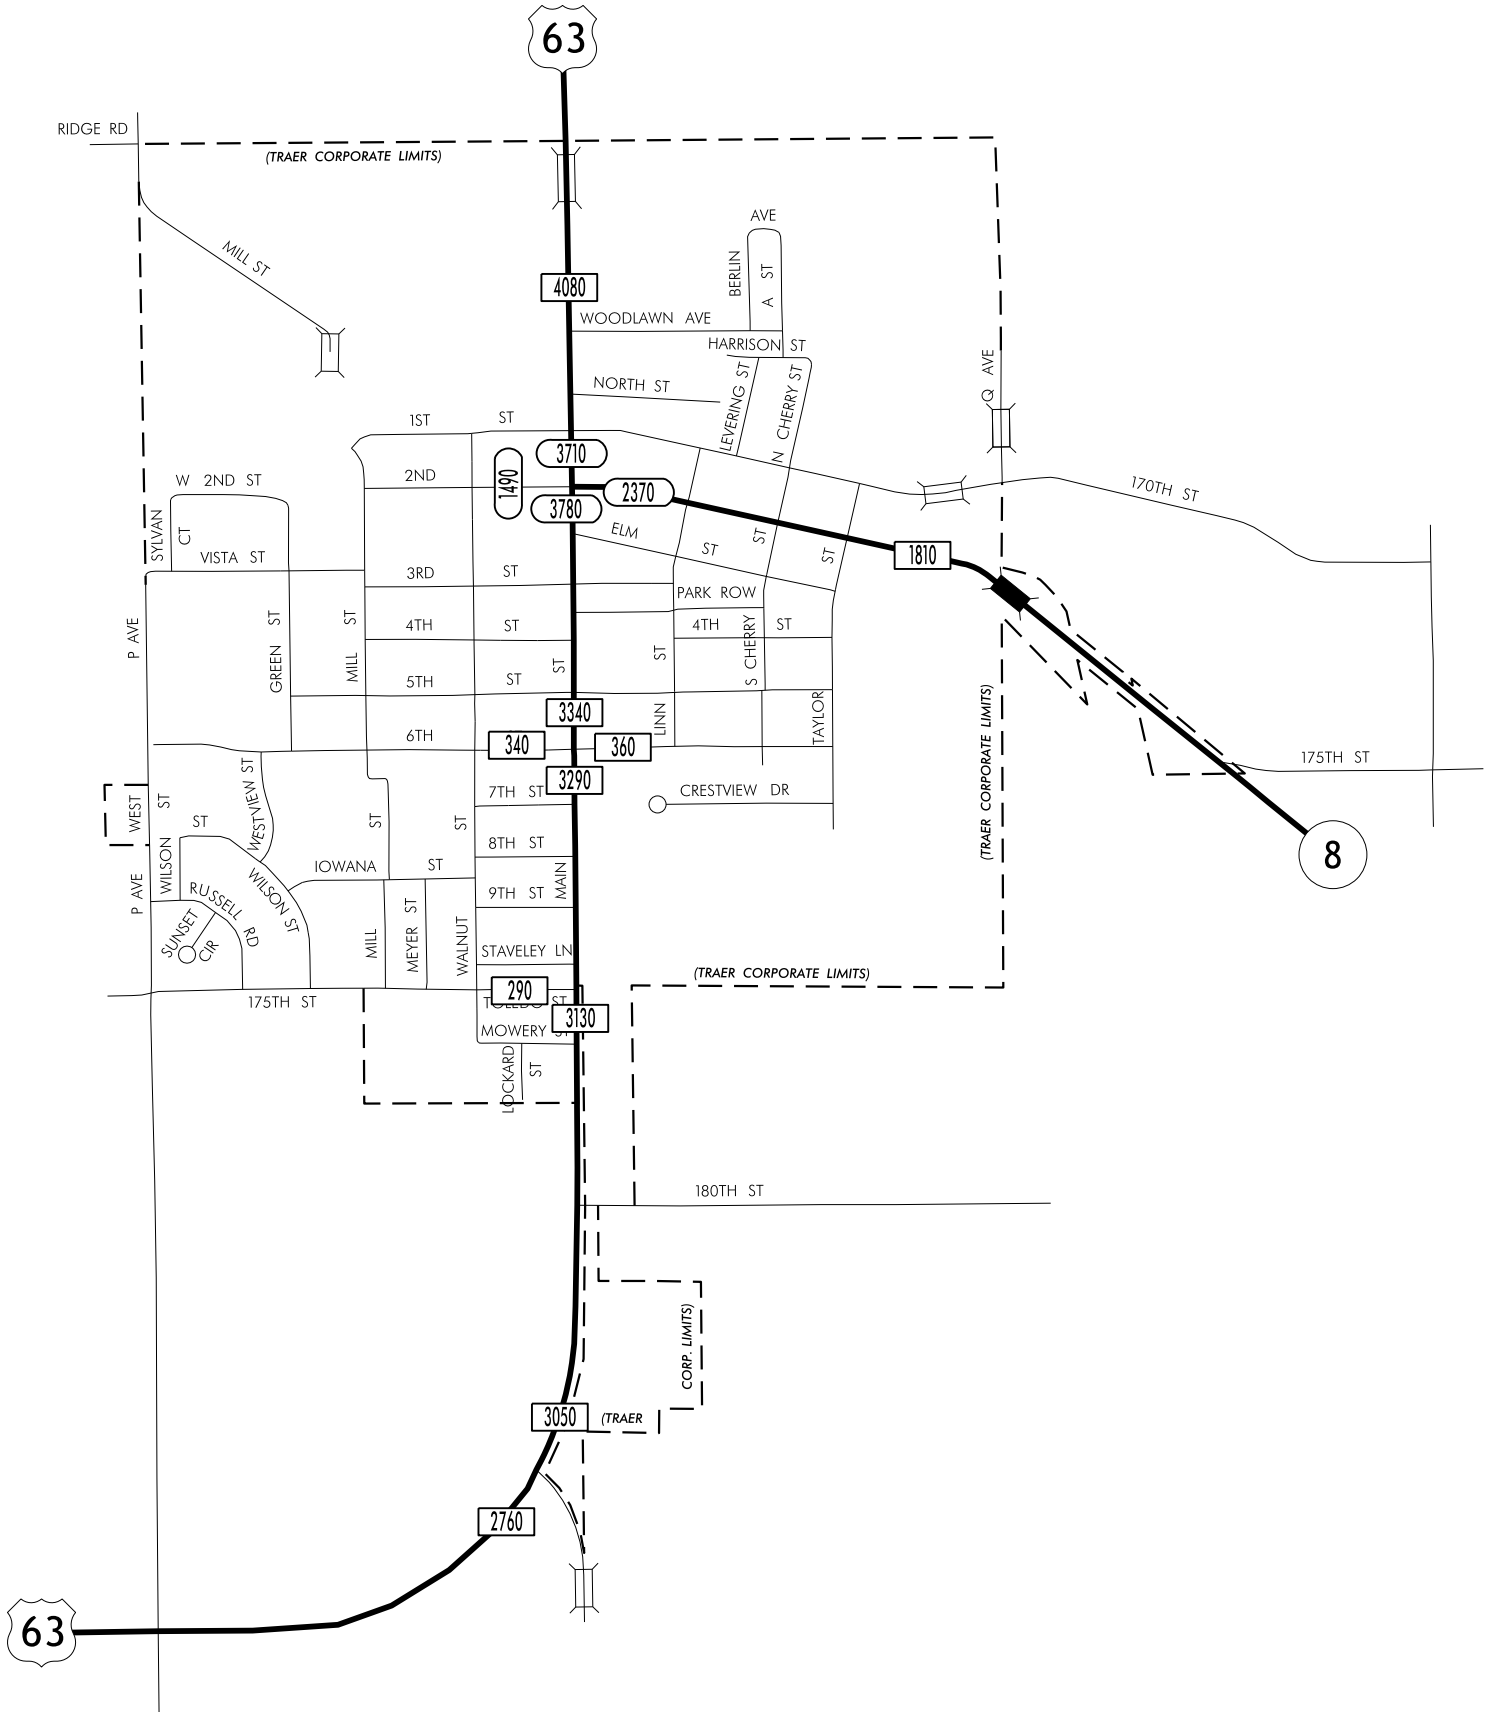 63
RIDGE RD
(TRAER CORPORATE LIMITS)
MILL ST
AVE
BERLIN
A ST
4080
WOODLAWN AVE
HARRISON ST
NORTH ST
LEVERING ST
N CHERRY ST
Q AVE
1ST ST
3710
2ND
1490
2370
3780
W 2ND ST
SYLVAN
CT
VISTA ST
170TH ST
ELM ST
ST
ST
1810
3RD ST
PARK ROW
P AVE
GREEN ST
MILL ST
4TH ST
4TH ST
ST
LINN ST
S CHERRY
5TH ST
TAYLOR
3340
6TH
340
360
3290
(TRAER CORPORATE LIMITS)
175TH ST
7TH ST
CRESTVIEW DR
WEST ST
ST
WESTVIEW ST
ST
ST
8TH ST
8
P AVE
WILSON
IOWANA ST
MAIN
9TH ST
RUSSELL RD
WILSON ST
SUNSET
CIR
MILL
MEYER ST
WALNUT
STAVELEY LN
(TRAER CORPORATE LIMITS)
290
175TH ST
TOLEDO ST
3130
MOWERY ST
LOCKARD
ST
180TH ST
CORP. LIMITS)
3050
(TRAER
2760
63